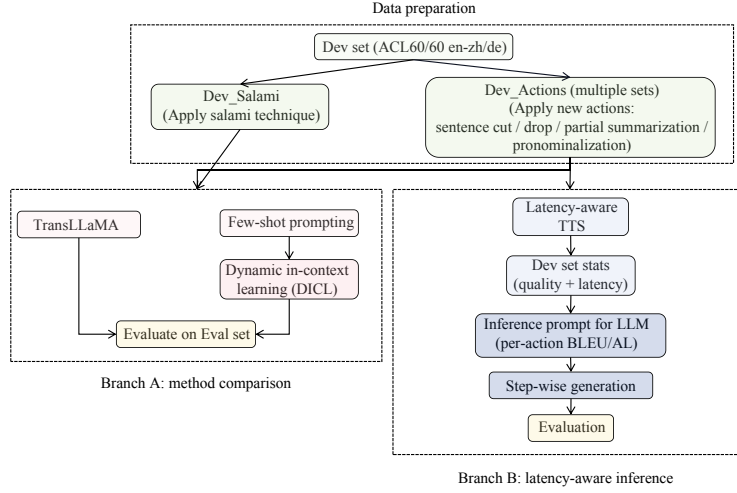 Data preparation
Dev set (ACL60/60 en-zh/de)
Dev_Salami
(Apply salami technique)
Dev_Actions (multiple sets)
(Apply new actions:
sentence cut / drop / partial summarization /
pronominalization)
TransLLaMA
Few-shot prompting
Dynamic in-context
learning (DICL)
Evaluate on Eval set
Branch A: method comparison
Latency-aware
TTS
Dev set stats
(quality + latency)
Inference prompt for LLM
(per-action BLEU/AL)
Step-wise generation
Evaluation
Branch B: latency-aware inference